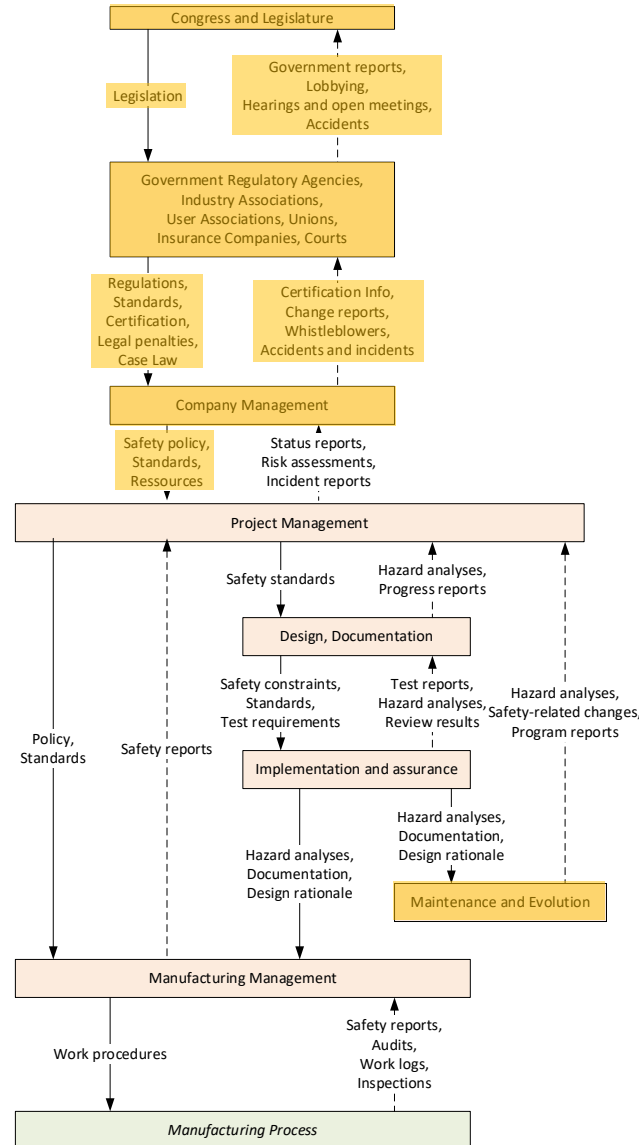 Congress and Legislature
Legislation
Government reports,
Lobbying,
Hearings and open meetings,
Accidents
Government Regulatory Agencies,
Industry Associations,
User Associations, Unions,
Insurance Companies, Courts
Regulations,
Standards,
Certification,
Legal penalties,
Case Law
Certification Info,
Change reports,
Whistleblowers,
Accidents and incidents
Company Management
Safety policy,
Standards,
Ressources
Status reports,
Risk assessments,
Incident reports
Project Management
Safety standards
Hazard analyses,
Progress reports
Design, Documentation
Safety constraints,
Standards,
Test requirements
Test reports,
Hazard analyses,
Review results
Hazard analyses,
Safety-related changes,
Program reports
Policy,
Standards
Safety reports
Implementation and assurance
Hazard analyses,
Documentation,
Design rationale
Hazard analyses,
Documentation,
Design rationale
Maintenance and Evolution
Manufacturing Management
Work procedures
Safety reports,
Audits,
Work logs,
Inspections
Manufacturing Process